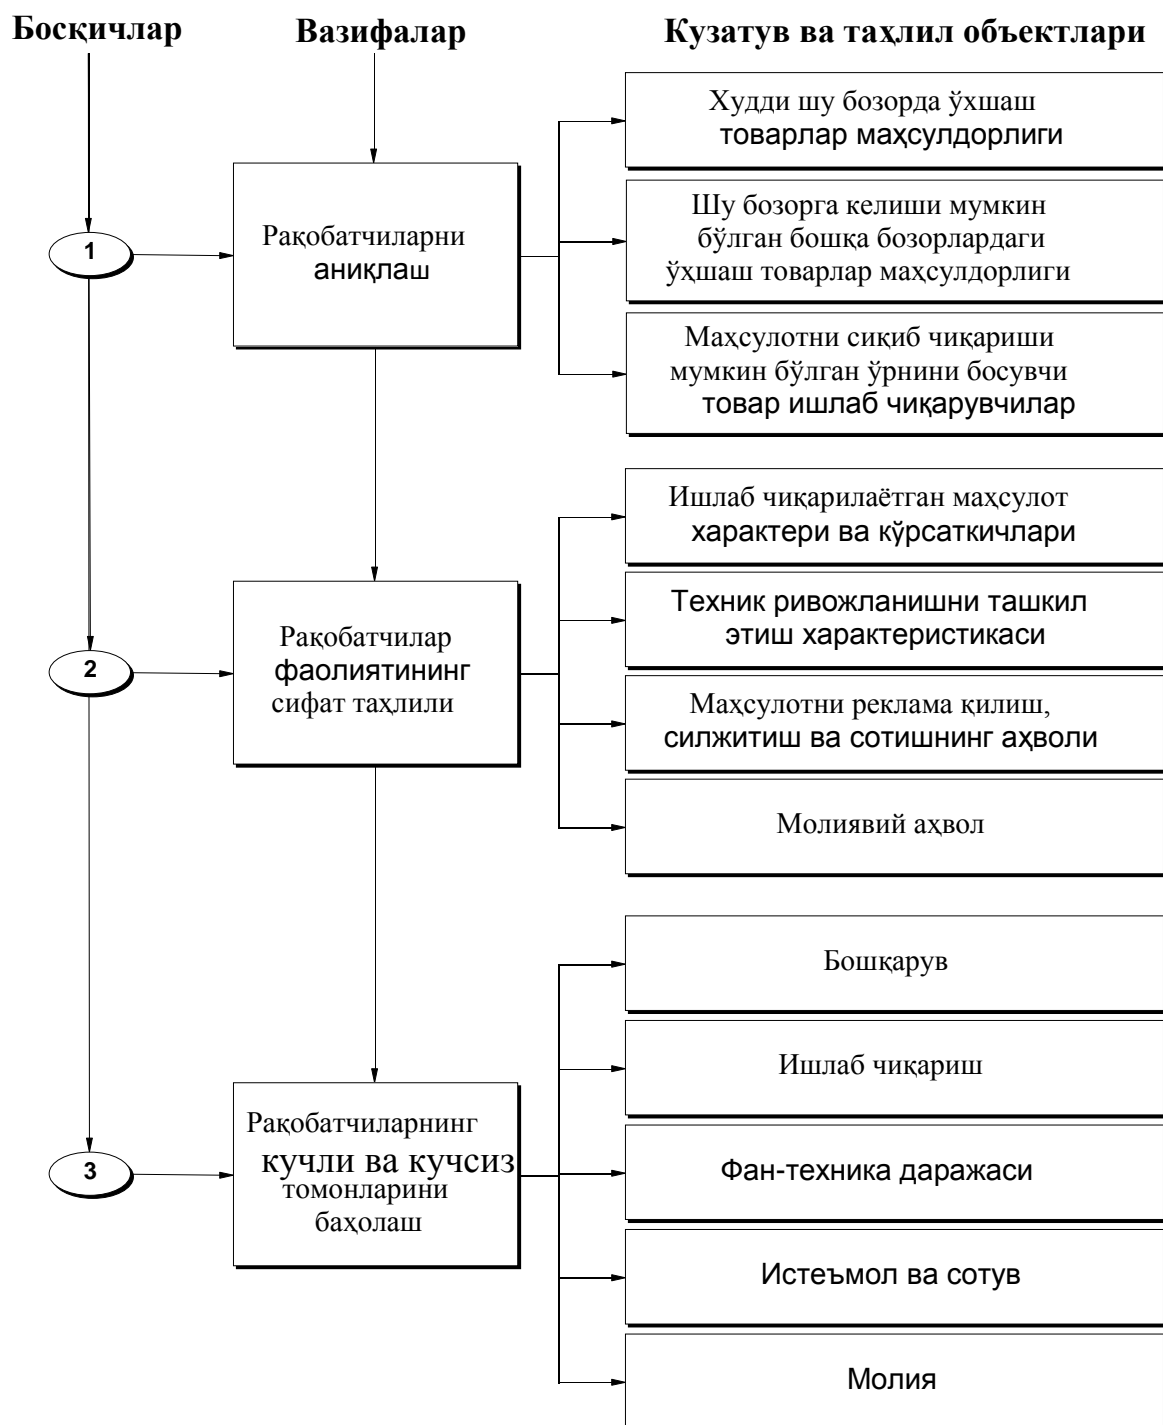 Босқичлар
Вазифалар
Кузатув ва таҳлил объектлари
1
Рақобатчиларни
аниқлаш
Худди шу бозорда ўхшаш
товарлар маҳсулдорлиги
Шу бозорга келиши мумкин
бўлган бошқа бозорлардаги
ўҳшаш товарлар маҳсулдорлиги
Маҳсулотни сиқиб чиқариши
мумкин бўлган ўрнини босувчи
товар ишлаб чиқарувчилар
2
Рақобатчилар
фаолиятининг
сифат таҳлили
Ишлаб чиқарилаётган маҳсулот
характери ва кўрсаткичлари
Техник ривожланишни ташкил
этиш характеристикаси
Маҳсулотни реклама қилиш,
силжитиш ва сотишнинг аҳволи
Молиявий аҳвол
3
Рақобатчиларнинг
кучли ва кучсиз
томонларини
баҳолаш
Бошқарув
Ишлаб чиқариш
Фан-техника даражаси
Истеъмол ва сотув
Молия